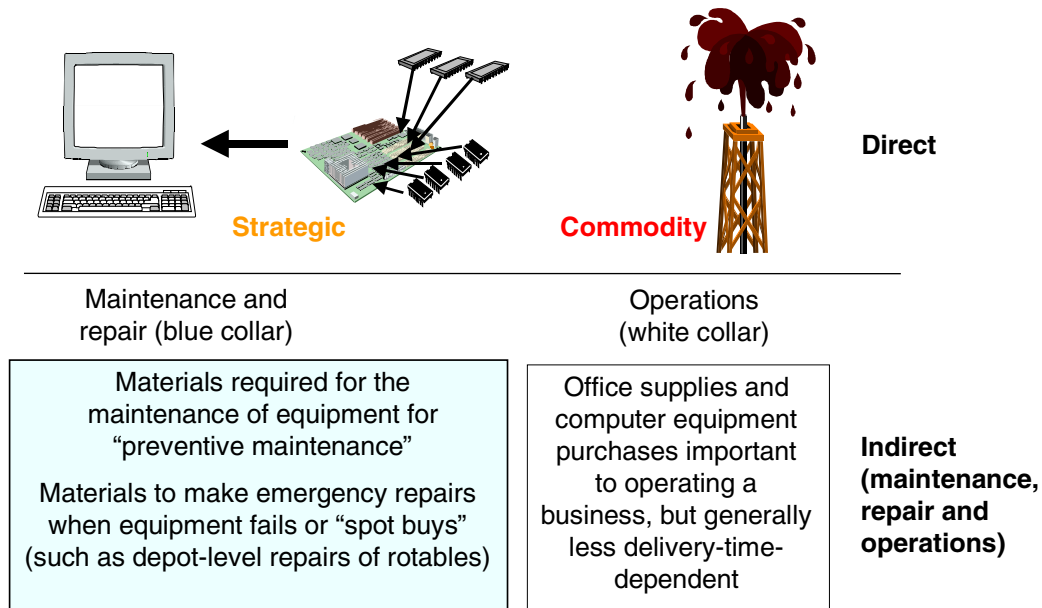 Direct
Strategic
Commodity
Maintenance and
repair (blue collar)
Operations
(white collar)
Materials required for the
maintenance of equipment for
“preventive maintenance”
Materials to make emergency repairs
when equipment fails or “spot buys”
(such as depot-level repairs of rotables)
Office supplies and
computer equipment
purchases important
to operating a
business, but generally
less delivery-time-
dependent
Indirect
(maintenance,
repair and
operations)